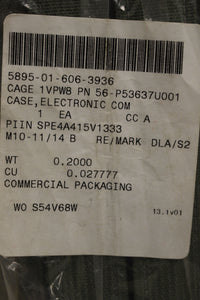 5895-01-606-3936
CAGE 1VPW8 PN 56-P53637U001
CASE,ELECTRONIC COM
1 EA CC A
PIIN SPE4A415V1333
M10-11/14 B RE/MARK DLA/S2
WT 0.2000
CU 0.027777
COMMERCIAL PACKAGING
WO S54V68W
13.1v01